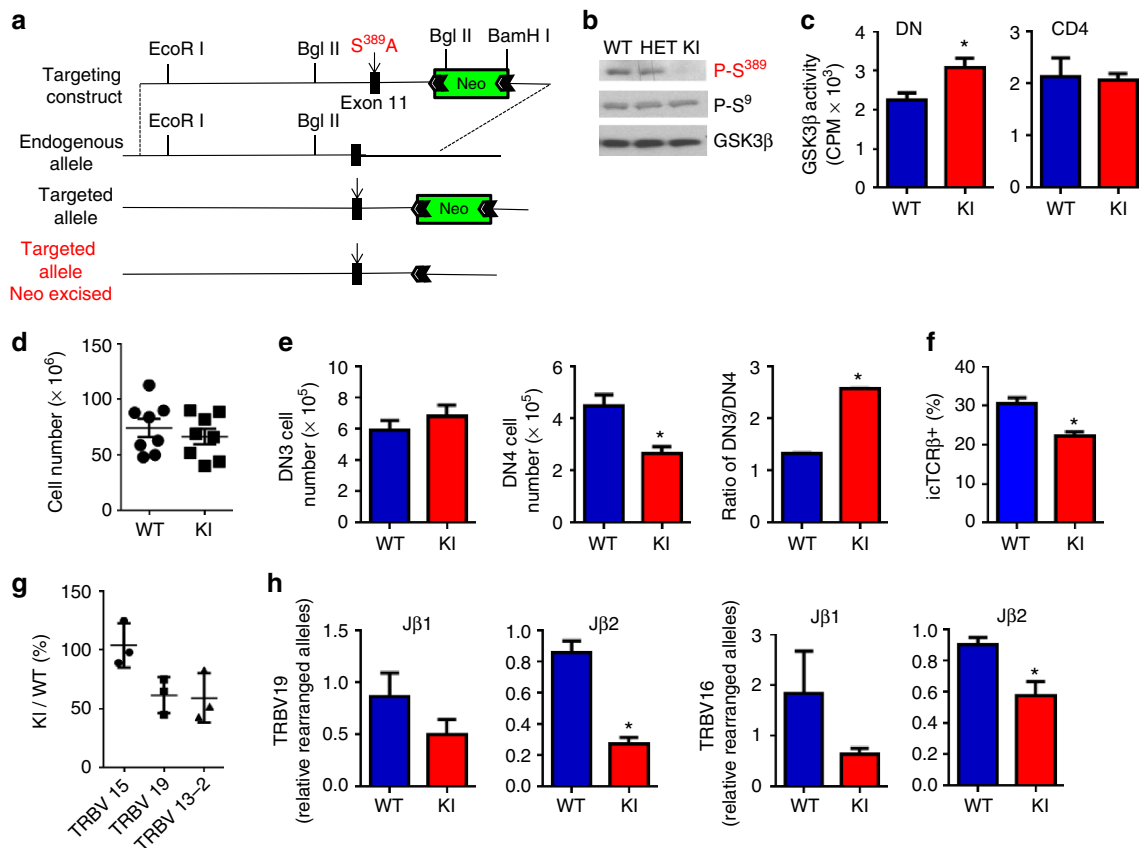 a
EcoR I
Bgl II
S³⁸⁹A
Bgl II
BamH I
Targeting
construct
Neo
Exon 11
EcoR I
Bgl II
Endogenous
allele
Targeted
allele
Neo
Targeted
allele
Neo excised
b
WT HET KI
P-S³⁸⁹
P-S⁹
GSK3β
c
DN
CD4
GSK3β activity
(CPM × 10³)
4
3
2
1
0
*
WT
KI
3
2
1
0
WT
KI
d
Cell number (× 10⁶)
150
100
50
0
WT
KI
e
DN3 cell
number (× 10⁵)
10
8
6
4
2
0
WT
KI
DN4 cell
number (× 10⁵)
6
4
2
0
*
WT
KI
Ratio of DN3/DN4
3
2
1
0
*
WT
KI
f
icTCRβ+ (%)
40
30
20
10
0
*
WT
KI
g
KI / WT (%)
150
100
50
0
TRBV 15
TRBV 19
TRBV 13–2
h
TRBV19
(relative rearranged alleles)
Jβ1
1.5
1.0
0.5
0.0
WT
KI
Jβ2
1.0
0.8
0.6
0.4
0.2
0.0
*
WT
KI
TRBV16
(relative rearranged alleles)
Jβ1
3
2
1
0
WT
KI
Jβ2
1.0
0.8
0.6
0.4
0.2
0.0
*
WT
KI